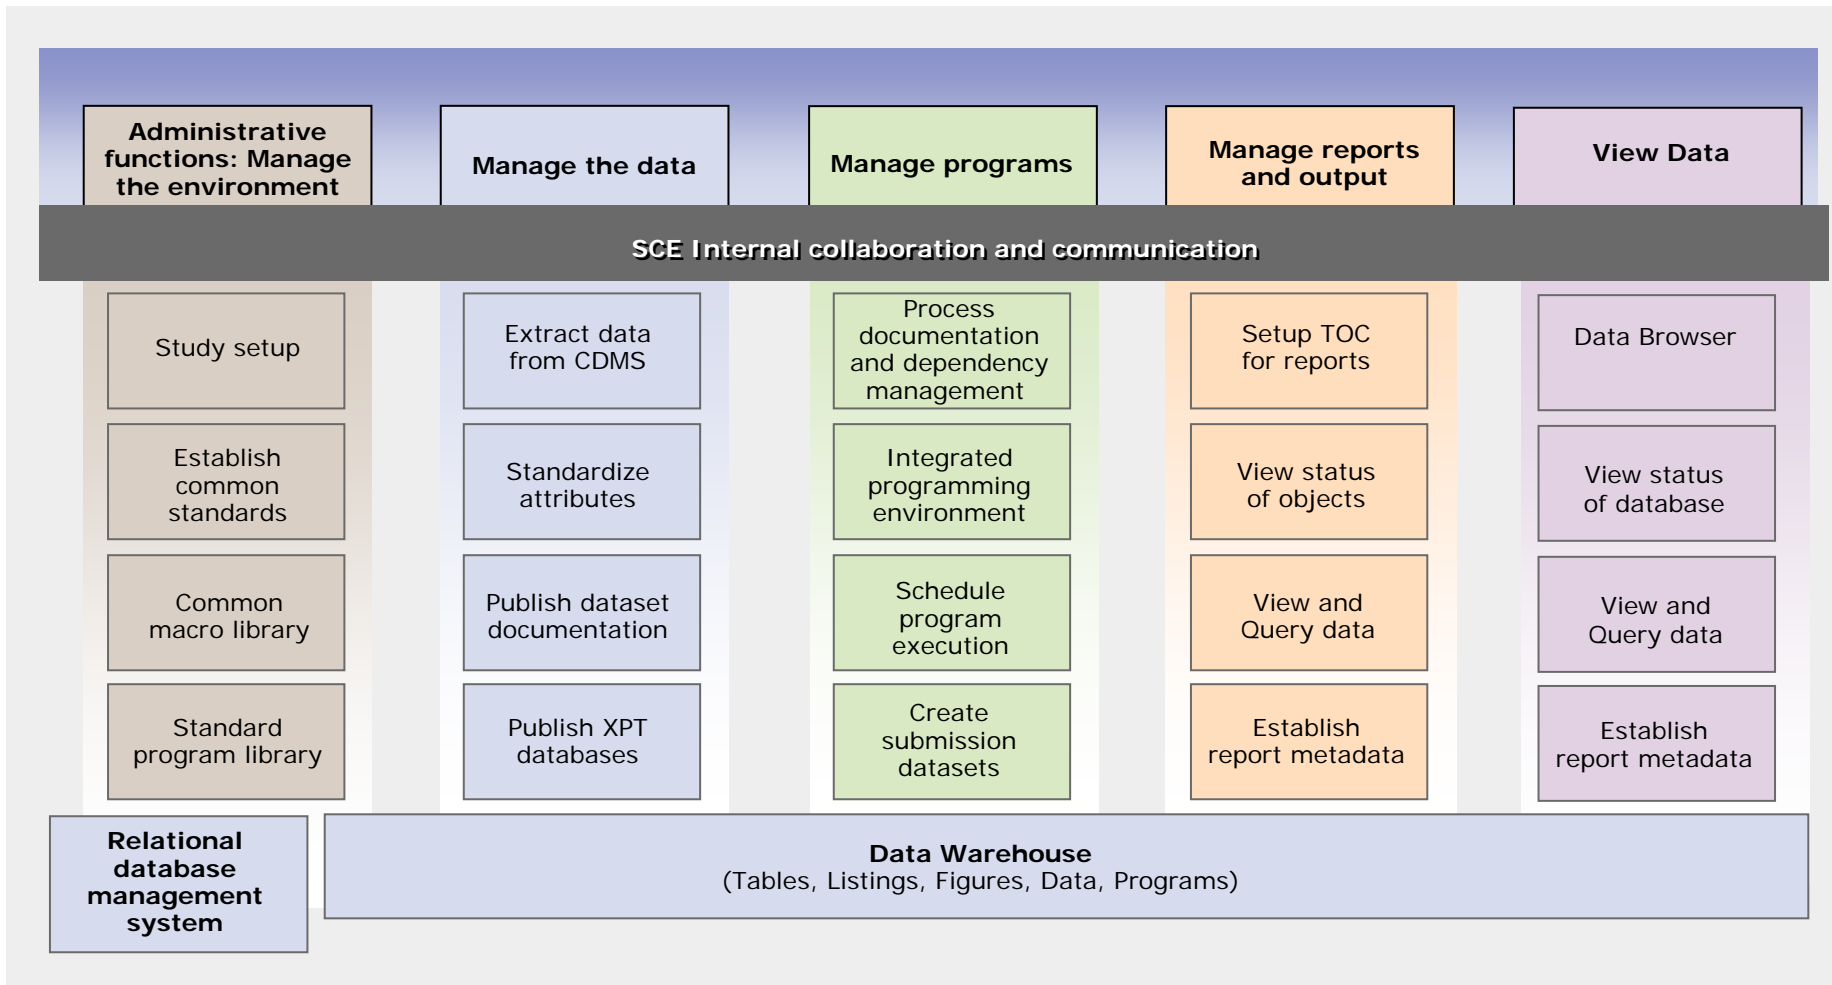 Administrative
functions: Manage
the environment
Manage the data
Manage programs
Manage reports
and output
View Data
SCE Internal collaboration and communication
Study setup
Establish
common
standards
Common
macro library
Standard
program library
Extract data
from CDMS
Standardize
attributes
Publish dataset
documentation
Publish XPT
databases
Process
documentation
and dependency
management
Integrated
programming
environment
Schedule
program
execution
Create
submission
datasets
Setup TOC
for reports
View status
of objects
View and
Query data
Establish
report metadata
Data Browser
View status
of database
View and
Query data
Establish
report metadata
Relational
database
management
system
Data Warehouse
(Tables, Listings, Figures, Data, Programs)